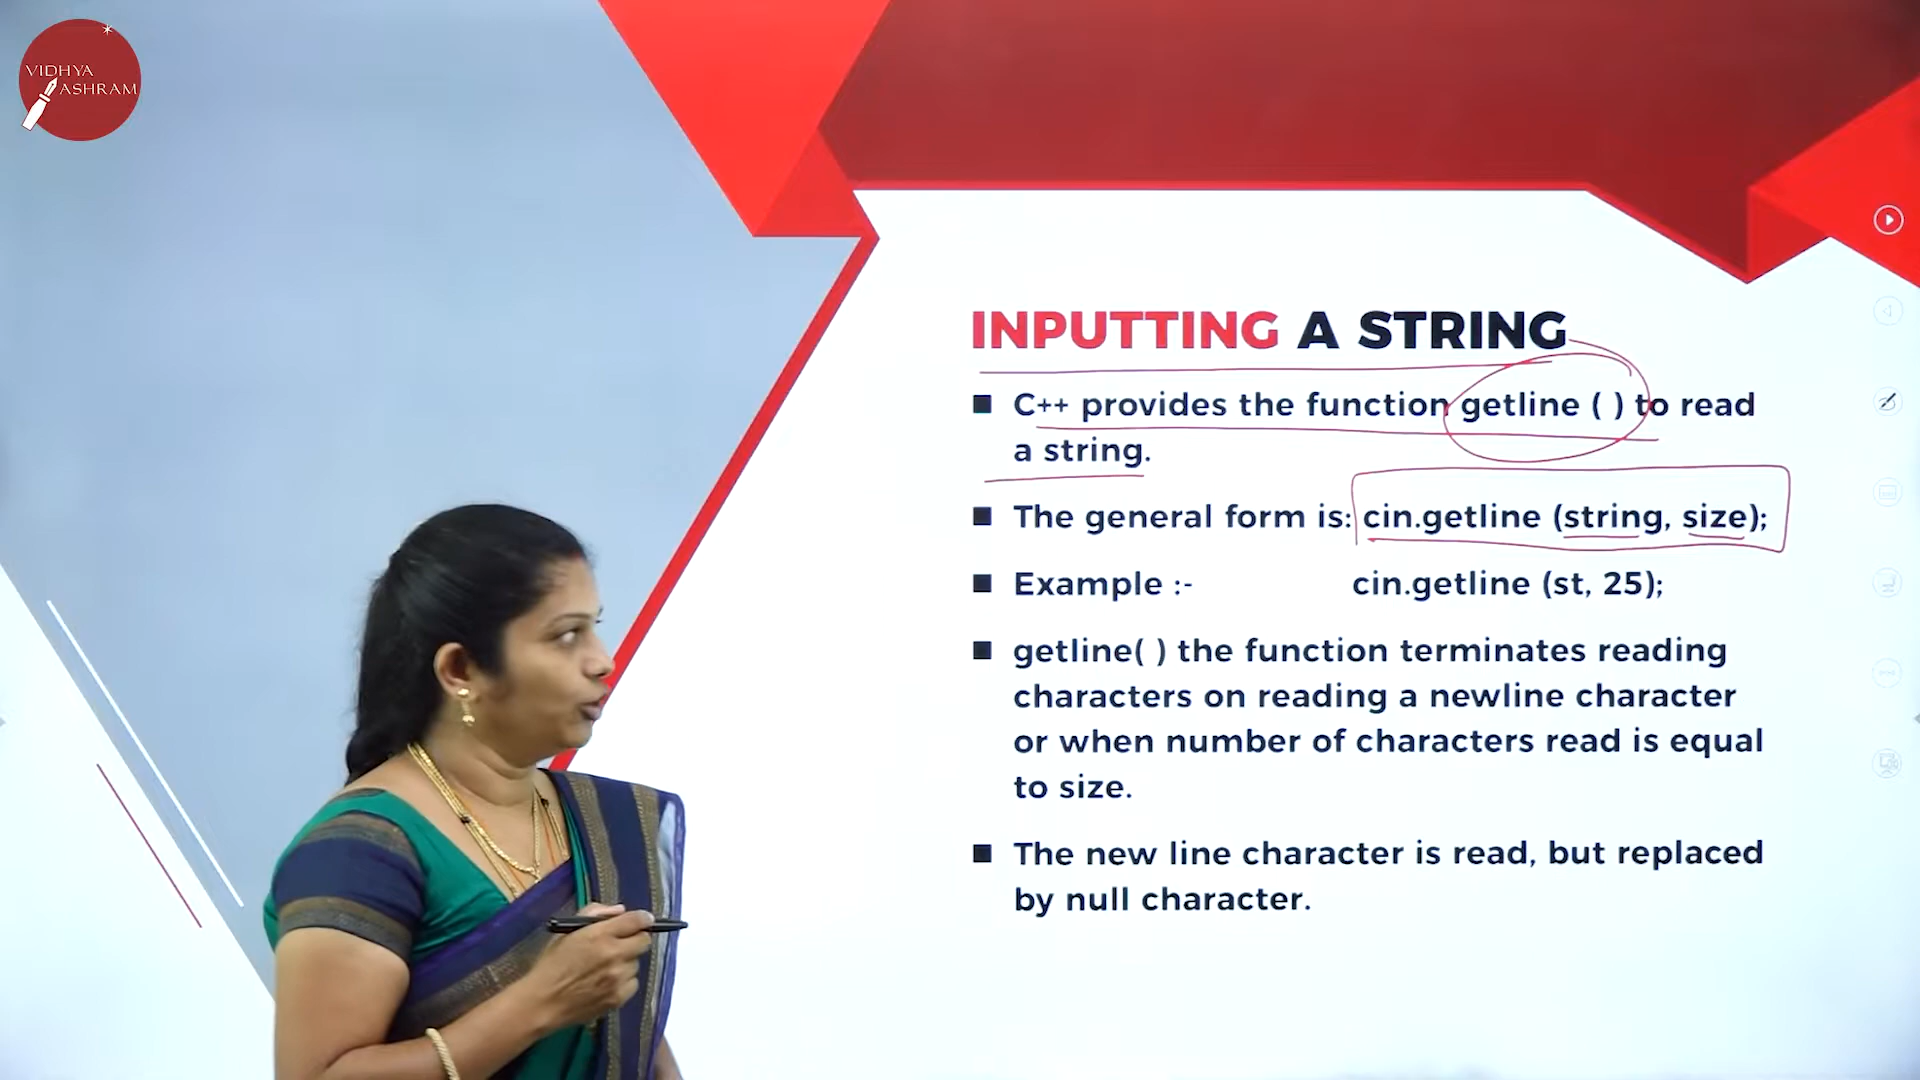 VIDHYA
ASHRAM
INPUTTING A STRING
■ C++ provides the function getline ( ) to read
a string.
■ The general form is: cin.getline (string, size);
■ Example :- cin.getline (st, 25);
■ getline( ) the function terminates reading
characters on reading a newline character
or when number of characters read is equal
to size.
■ The new line character is read, but replaced
by null character.